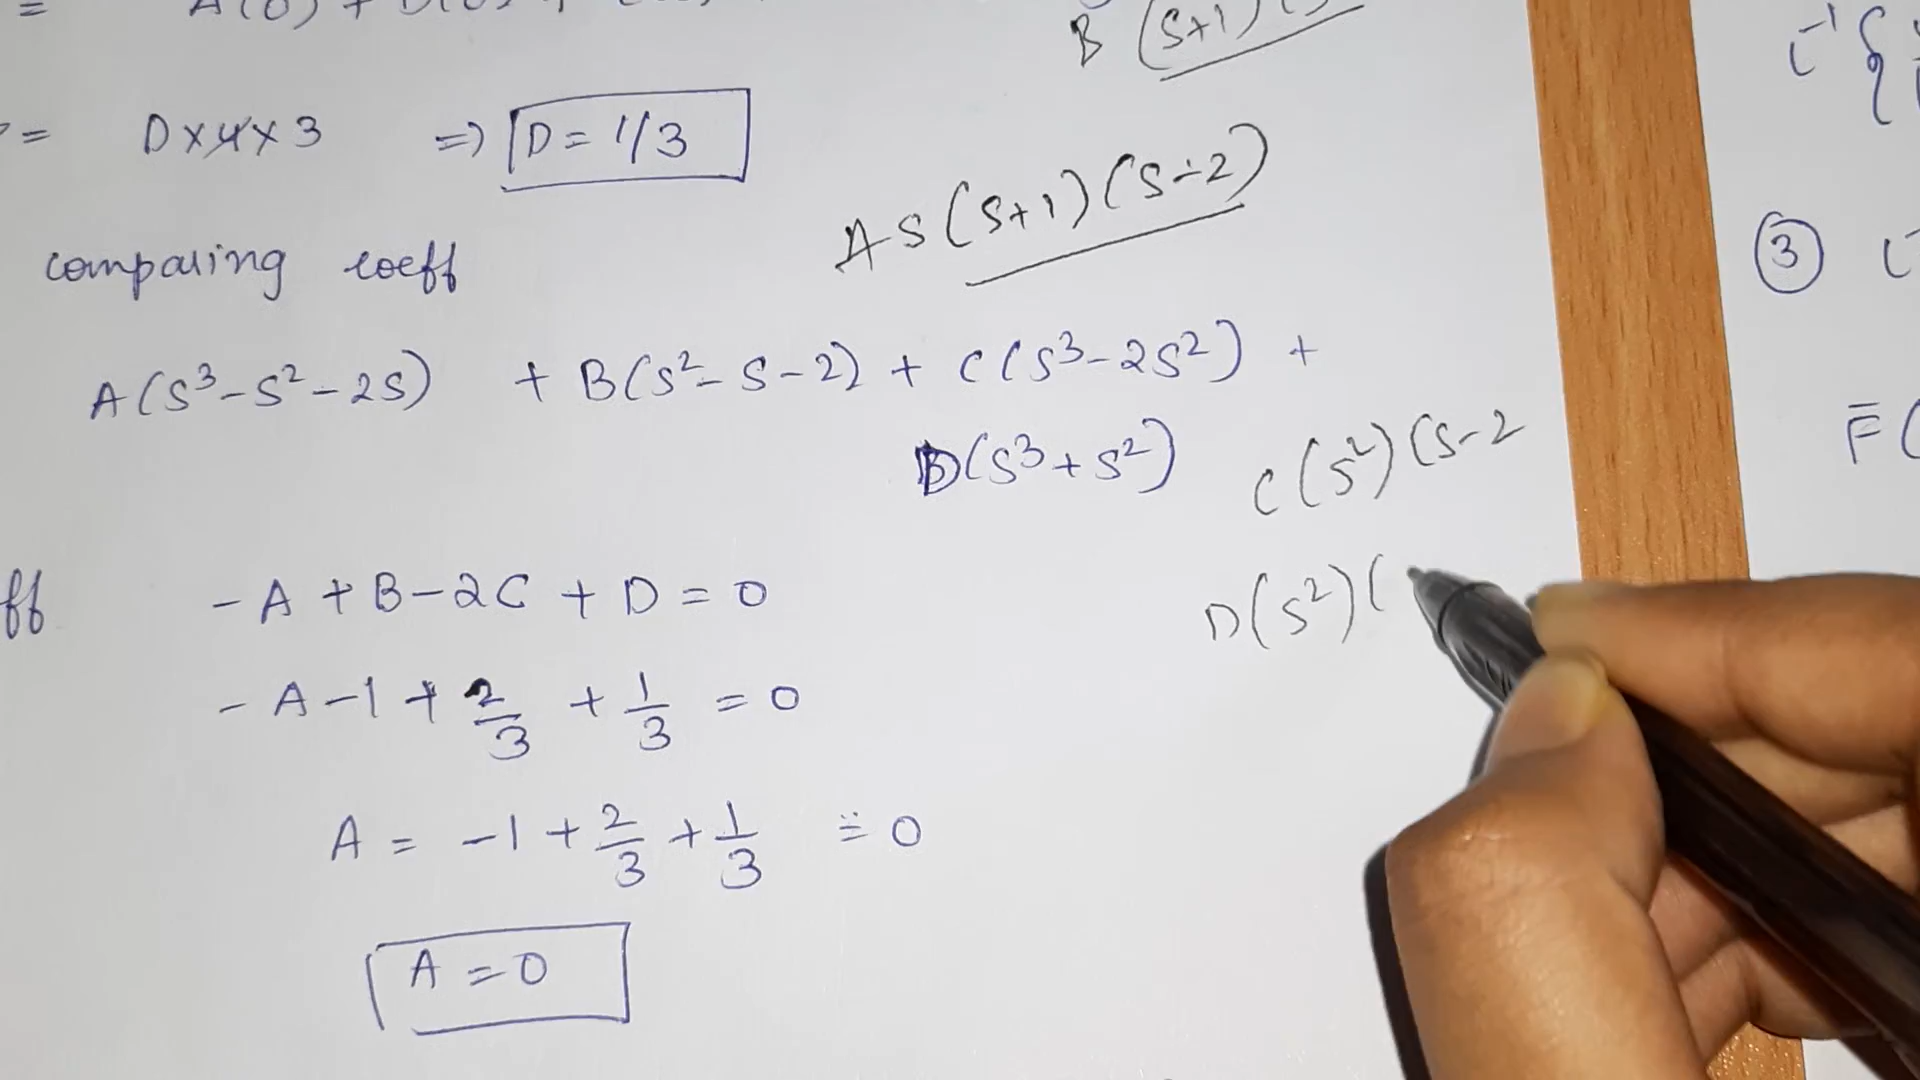 B (S+1)
= D×4×3 ⇒ D = 1/3
AS(S+1)(S-2)
comparing coeff
A(S³-S²-2S) + B(S²-S-2) + C(S³-2S²) +
D(S³+S²)
C(S²)(S-2
D(S²)(
ff -A+B-2C+D=0
-A-1+2/3+1/3=0
A = -1+2/3+1/3 = 0
A = 0
L⁻¹{
③ L
F̄(